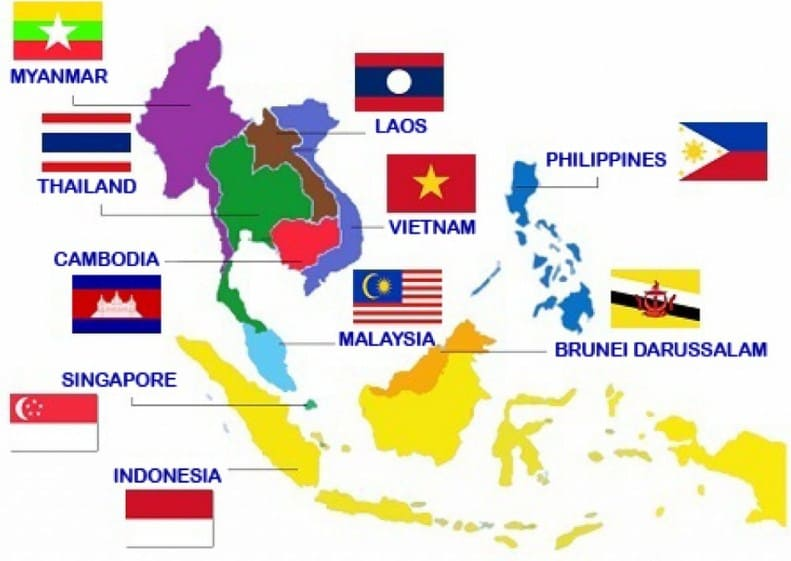 MYANMAR
LAOS
THAILAND
PHILIPPINES
VIETNAM
CAMBODIA
MALAYSIA
BRUNEI DARUSSALAM
SINGAPORE
INDONESIA